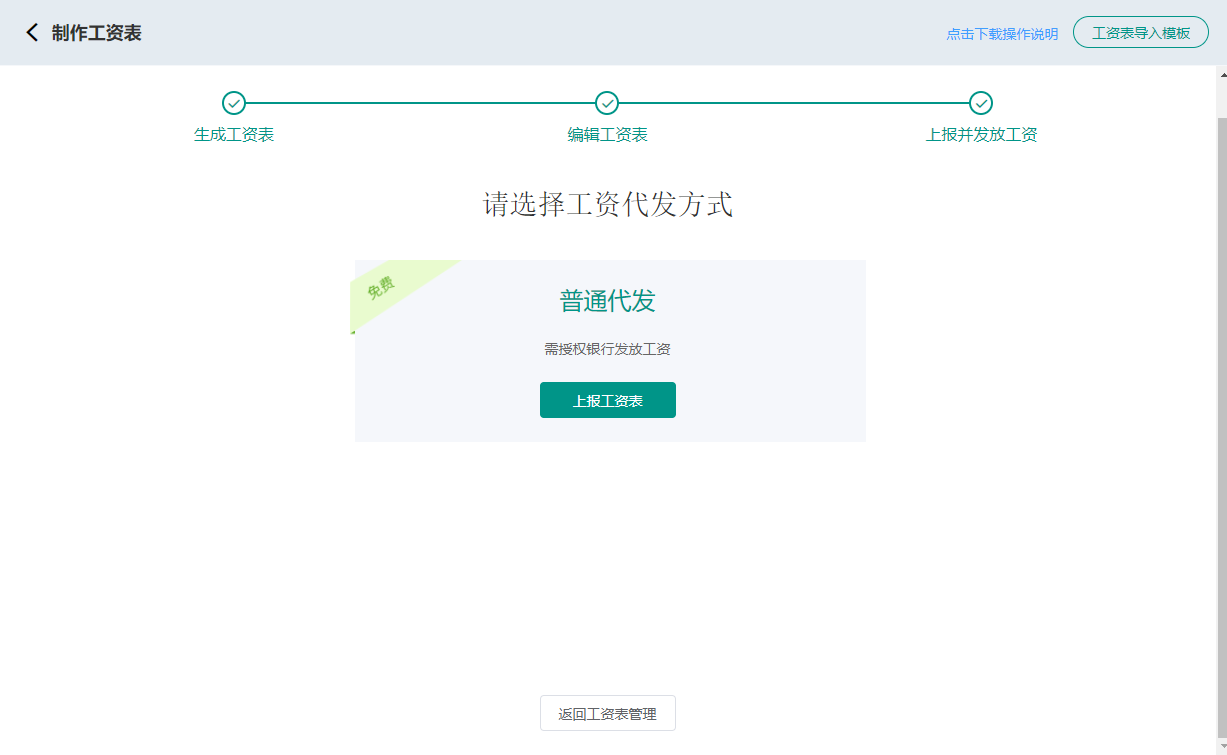 制作工资表
点击下载操作说明
工资表导入模板
生成工资表
编辑工资表
上报并发放工资
请选择工资代发方式
免费
普通代发
需授权银行发放工资
上报工资表
返回工资表管理